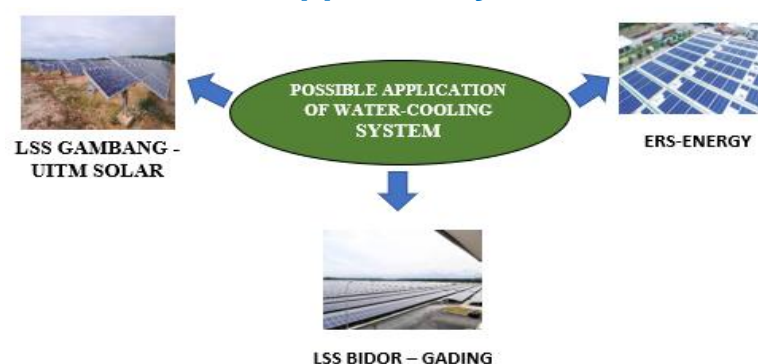 POSSIBLE APPLICATION
OF WATER-COOLING
SYSTEM
LSS GAMBANG -
UITM SOLAR
ERS-ENERGY
LSS BIDOR – GADING